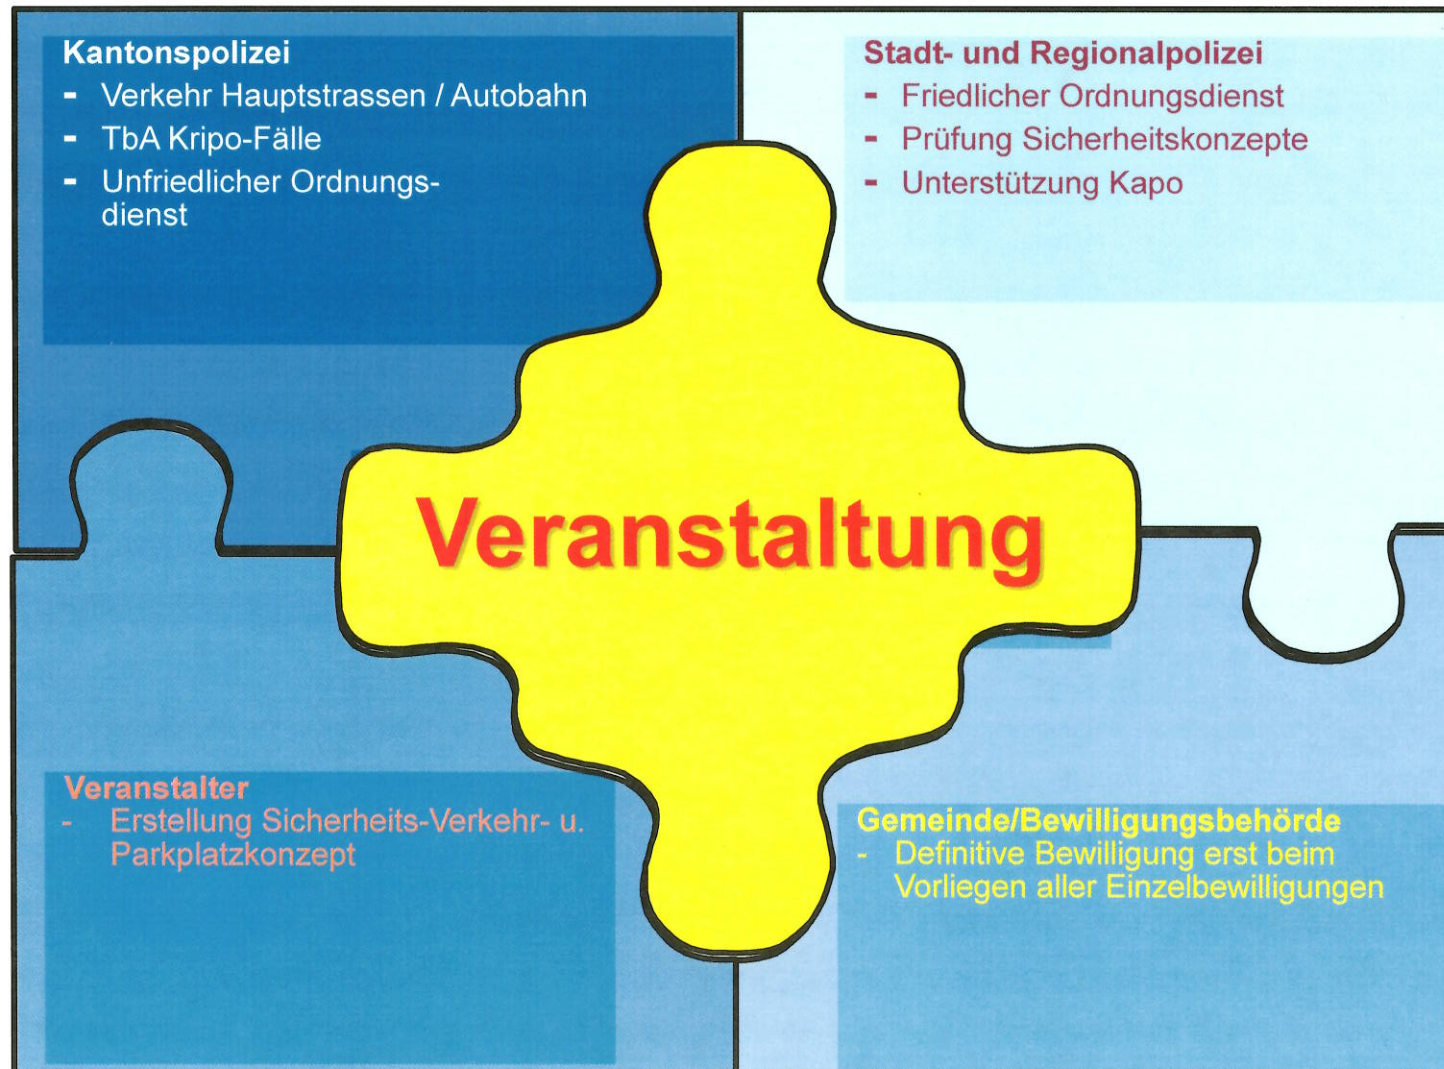 Kantonspolizei
- Verkehr Hauptstrassen / Autobahn
- TbA Kripo-Fälle
- Unfriedlicher Ordnungs-
dienst
Stadt- und Regionalpolizei
- Friedlicher Ordnungsdienst
- Prüfung Sicherheitskonzepte
- Unterstützung Kapo
Veranstaltung
Veranstalter
- Erstellung Sicherheits-Verkehr- u.
Parkplatzkonzept
Gemeinde/Bewilligungsbehörde
- Definitive Bewilligung erst beim
Vorliegen aller Einzelbewilligungen